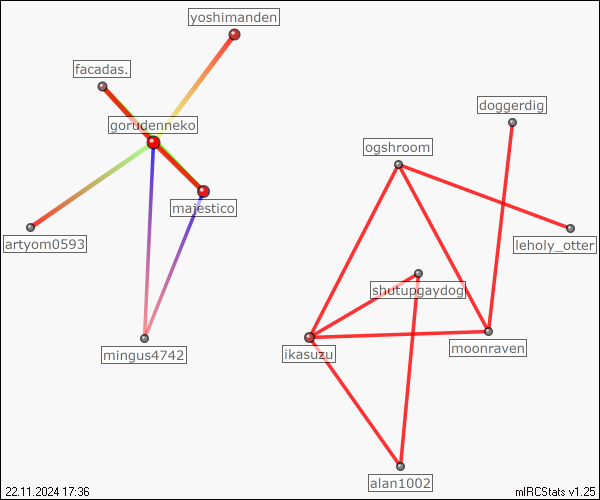 yoshimanden
facadas.
doggerdig
gorudenneko
ogshroom
majestico
artyom0593
leholy_otter
shutupgaydog
mingus4742
ikasuzu
moonraven
alan1002
22.11.2024 17:36
mIRCStats v1.25